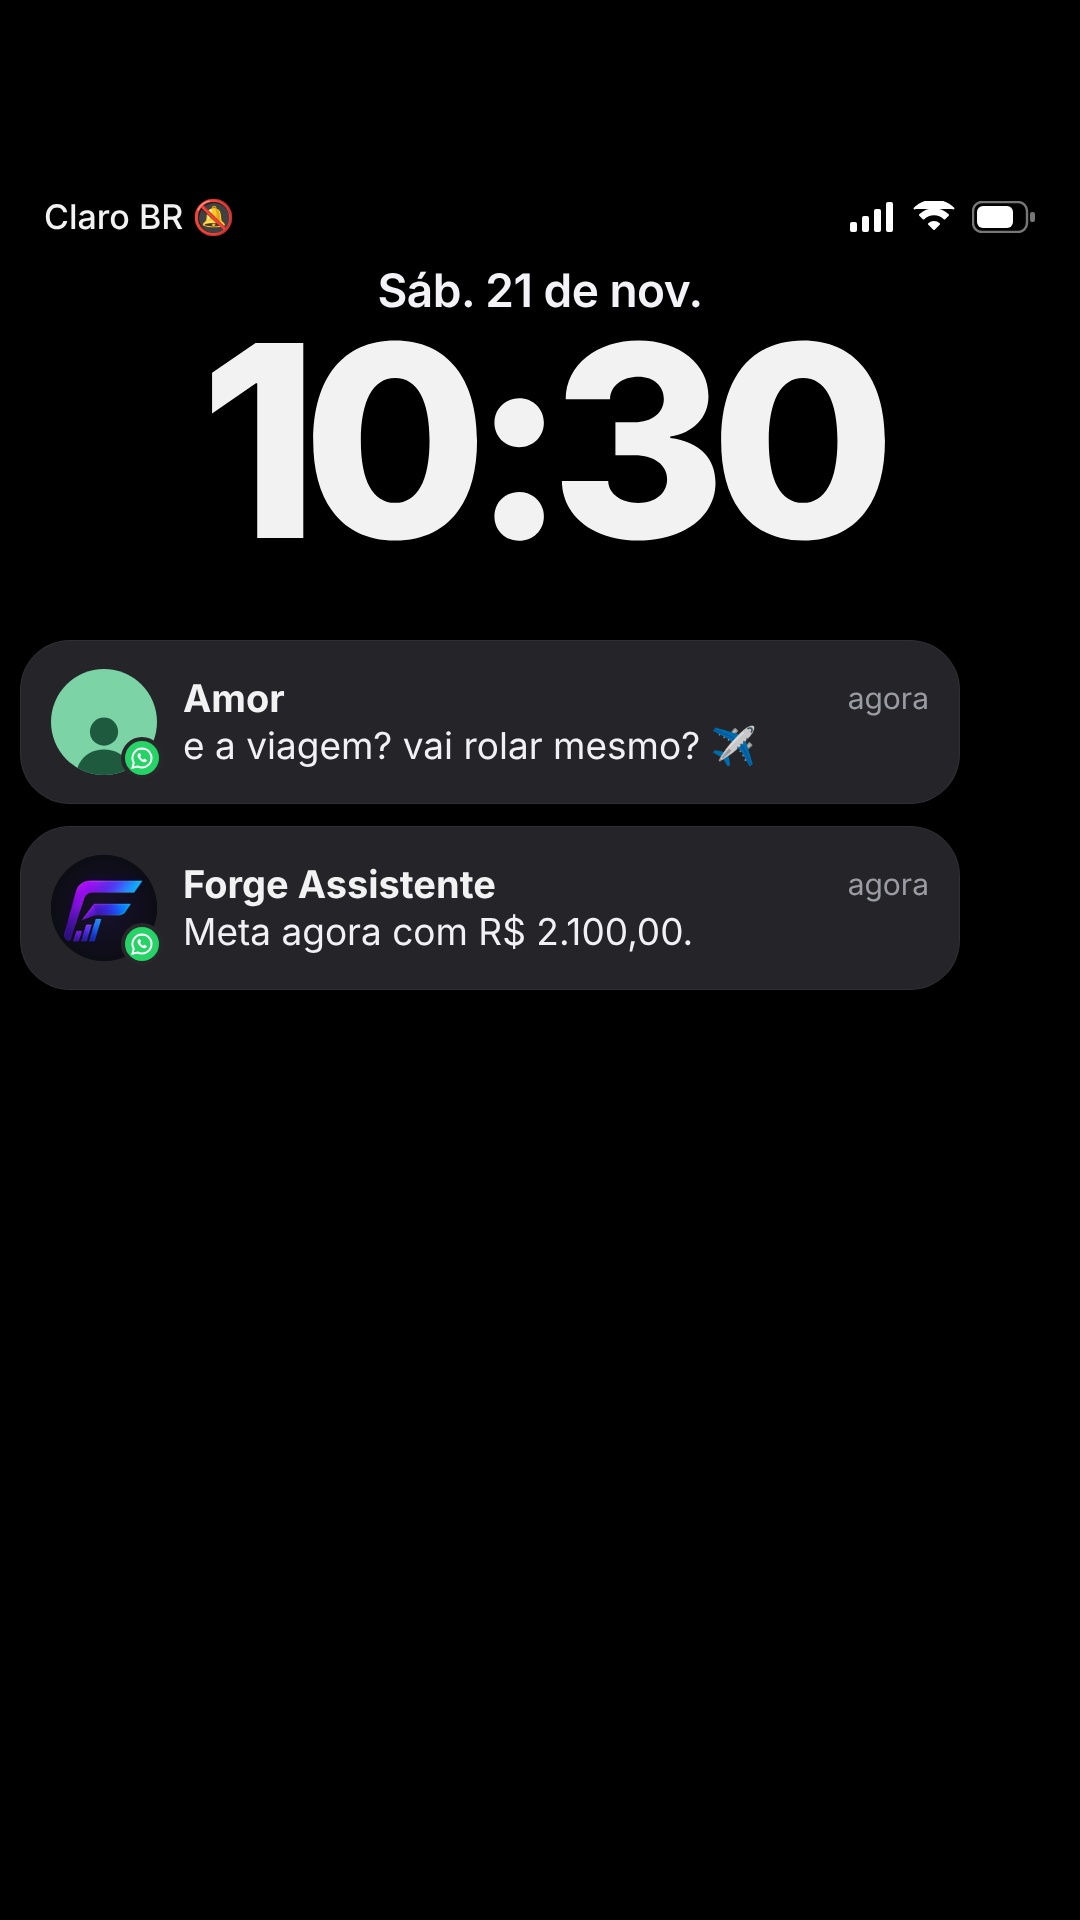 Claro BR
Sáb. 21 de nov.
10:30
Amor
agora
e a viagem? vai rolar mesmo? ✈️
Forge Assistente
agora
Meta agora com R$ 2.100,00.